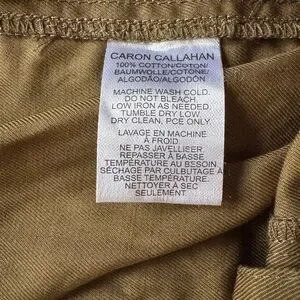 CARON CALLAHAN
100% COTTON/COTON/
BAUMWOLLE/COTONE/
ALGODÃO/ALGODÓN
MACHINE WASH COLD.
DO NOT BLEACH.
LOW IRON AS NEEDED.
TUMBLE DRY LOW.
DRY CLEAN, PCE ONLY.
LAVAGE EN MACHINE
À FROID.
NE PAS JAVELLISER.
REPASSER À BASSE
TEMPÉRATURE AU BESOIN.
SÉCHAGE PAR CULBUTAGE À
BASSE TEMPÉRATURE.
NETTOYER À SEC
SEULEMENT.